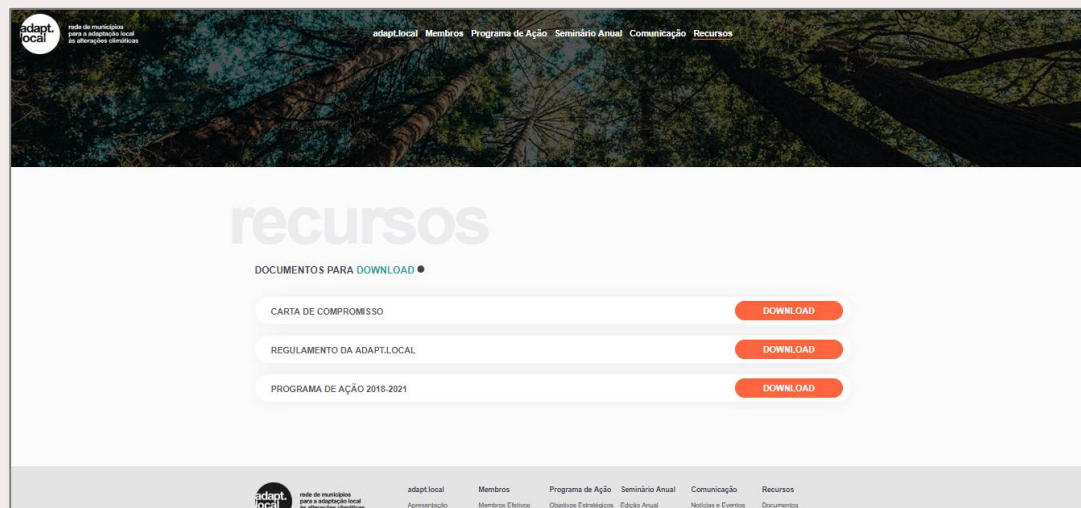 adapt.
local
rede de municípios
para a adaptação local
às alterações climáticas
adapt.local Membros Programa de Ação Seminário Anual Comunicação Recursos
recursos
DOCUMENTOS PARA DOWNLOAD
CARTA DE COMPROMISSO DOWNLOAD
REGULAMENTO DA ADAPT.LOCAL DOWNLOAD
PROGRAMA DE AÇÃO 2018-2021 DOWNLOAD
adapt.
local
rede de municípios
para a adaptação local
às alterações climáticas
adapt.local Membros Programa de Ação Seminário Anual Comunicação Recursos
Apresentação Membros Efetivos Objetivos Estratégicos Edição Anual Notícias e Eventos Documentos